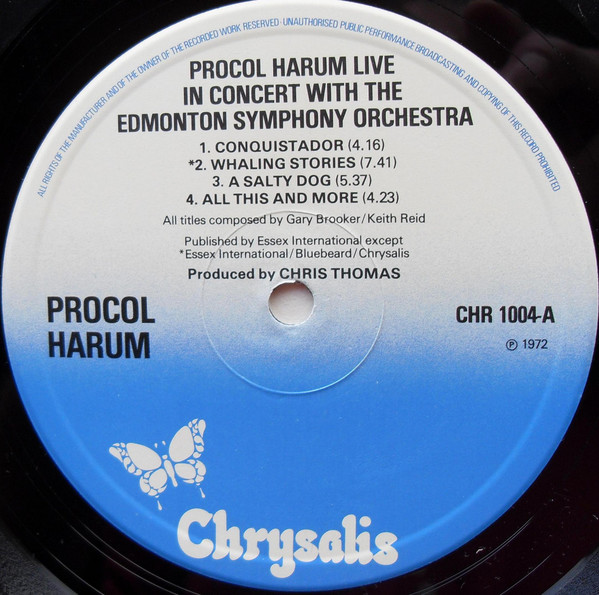 ALL RIGHTS OF THE MANUFACTURER AND OF THE OWNER OF THE RECORDED WORK RESERVED · UNAUTHORISED PUBLIC PERFORMANCE BROADCASTING AND COPYING OF THIS RECORD PROHIBITED
PROCOL HARUM LIVE
IN CONCERT WITH THE
EDMONTON SYMPHONY ORCHESTRA
1. CONQUISTADOR (4.16)
*2. WHALING STORIES (7.41)
3. A SALTY DOG (5.37)
4. ALL THIS AND MORE (4.23)
All titles composed by Gary Brooker/Keith Reid
Published by Essex International except
*Essex International/Bluebeard/Chrysalis
Produced by CHRIS THOMAS
PROCOL
HARUM
CHR 1004-A
℗ 1972
Chrysalis